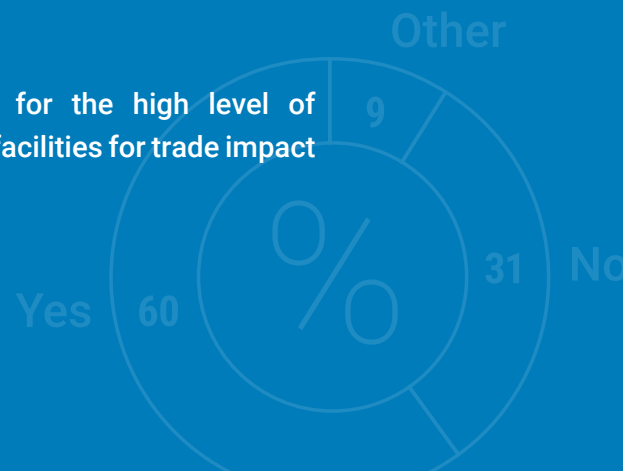 for the high level of
facilities for trade impact
Other
9
%
31 No
Yes 60